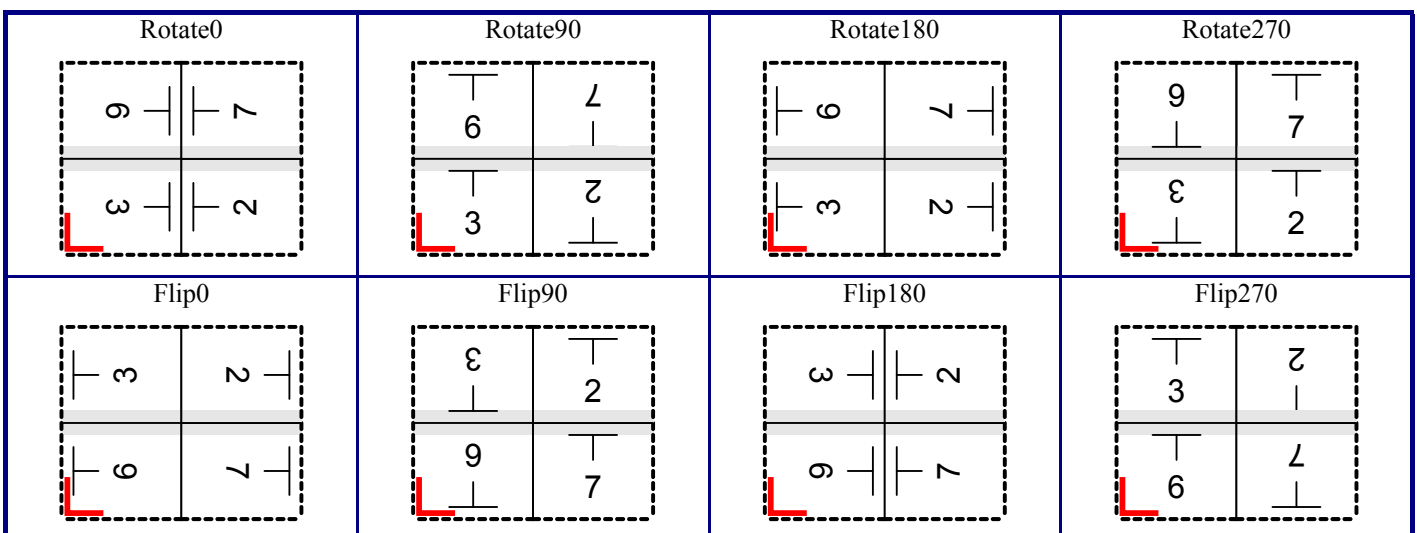 Rotate0 Rotate90 Rotate180 Rotate270
6 7 6 7 6 7 6 7
3 2 3 2 3 2 3 2
Flip0 Flip90 Flip180 Flip270
3 2 3 2 3 2 3 2
6 7 6 7 6 7 6 7